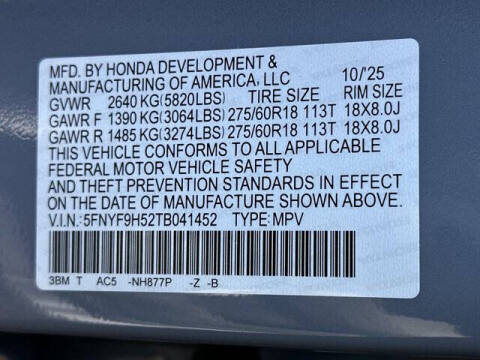 MFD. BY HONDA DEVELOPMENT &
MANUFACTURING OF AMERICA, LLC 10/'25
GVWR 2640 KG(5820LBS) TIRE SIZE RIM SIZE
GAWR F 1390 KG(3064LBS) 275/60R18 113T 18X8.0J
GAWR R 1485 KG(3274LBS) 275/60R18 113T 18X8.0J
THIS VEHICLE CONFORMS TO ALL APPLICABLE
FEDERAL MOTOR VEHICLE SAFETY
AND THEFT PREVENTION STANDARDS IN EFFECT
ON THE DATE OF MANUFACTURE SHOWN ABOVE.
V.I.N.:5FNYF9H52TB041452 TYPE:MPV
3BM T AC5 -NH877P -Z -B